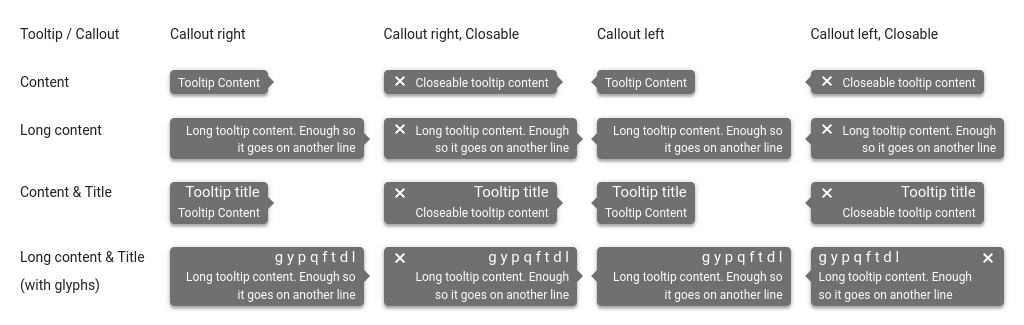 Tooltip / Callout Callout right Callout right, Closable Callout left Callout left, Closable
Content Tooltip Content × Closeable tooltip content Tooltip Content × Closeable tooltip content
Long content Long tooltip content. Enough so × Long tooltip content. Enough Long tooltip content. Enough so × Long tooltip content. Enough
it goes on another line so it goes on another line it goes on another line so it goes on another line
Content & Title Tooltip title × Tooltip title Tooltip title × Tooltip title
Tooltip Content Closeable tooltip content Tooltip Content Closeable tooltip content
Long content & Title g y p q f t d l × g y p q f t d l g y p q f t d l g y p q f t d l ×
(with glyphs) Long tooltip content. Enough so Long tooltip content. Enough Long tooltip content. Enough so Long tooltip content. Enough
it goes on another line so it goes on another line it goes on another line so it goes on another line